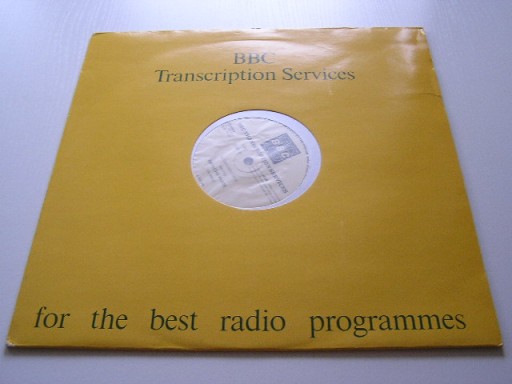 BBC
Transcription Services
for the best radio programmes